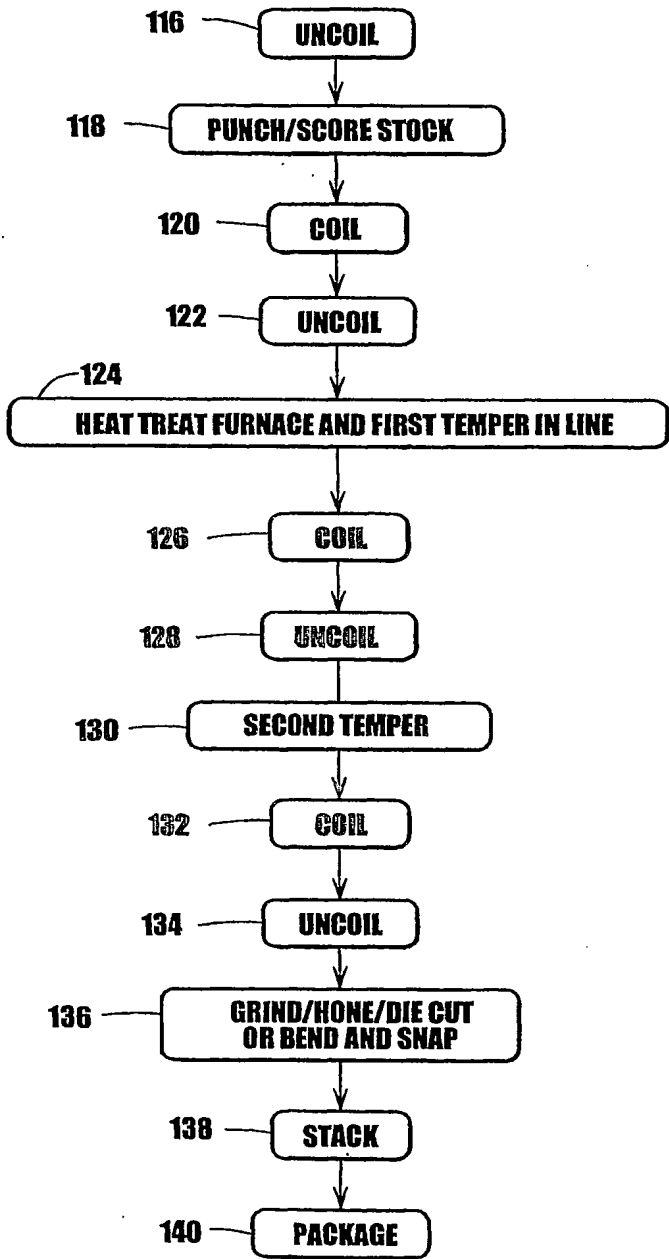 116 UNCOIL
118 PUNCH/SCORE STOCK
120 COIL
122 UNCOIL
124
HEAT TREAT FURNACE AND FIRST TEMPER IN LINE
126 COIL
128 UNCOIL
130 SECOND TEMPER
132 COIL
134 UNCOIL
136 GRIND/HONE/DIE CUT
OR BEND AND SNAP
138 STACK
140 PACKAGE